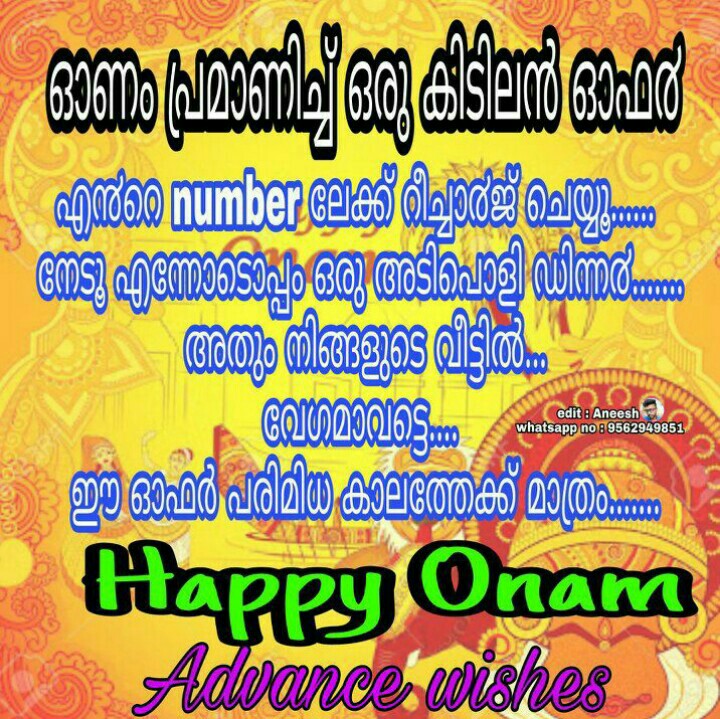 ഓണം പ്രമാണിച്ച് ഒരു കിടിലൻ ഓഫർ
എൻറെ number ലേക്ക് റീച്ചാർജ് ചെയ്യൂ......
നേടൂ എന്നോടൊപ്പം ഒരു അടിപൊളി ഡിന്നർ.......
അതും നിങ്ങളുടെ വീട്ടിൽ...
വേഗമാവട്ടെ....
edit : Aneesh
whatsapp no : 9562949851
ഈ ഓഫർ പരിമിധ കാലത്തേക്ക് മാത്രം.......
Happy Onam
Advance wishes